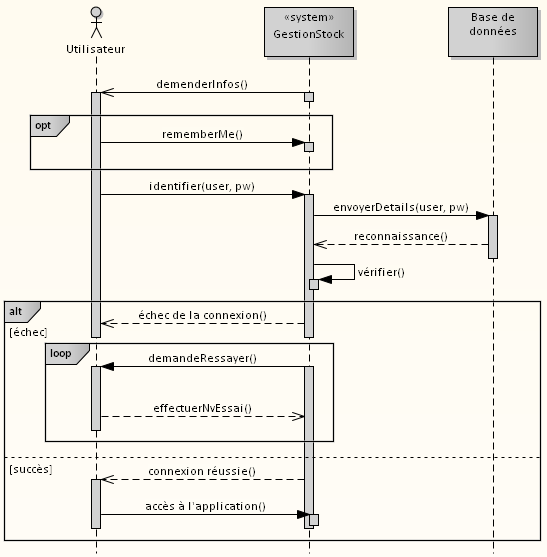 «system»
GestionStock
Base de
données
Utilisateur
demenderInfos()
opt
rememberMe()
identifier(user, pw)
envoyerDetails(user, pw)
reconnaissance()
vérifier()
alt
échec de la connexion()
[échec]
loop
demandeRessayer()
effectuerNvEssai()
[succès]
connexion réussie()
accès à l'application()